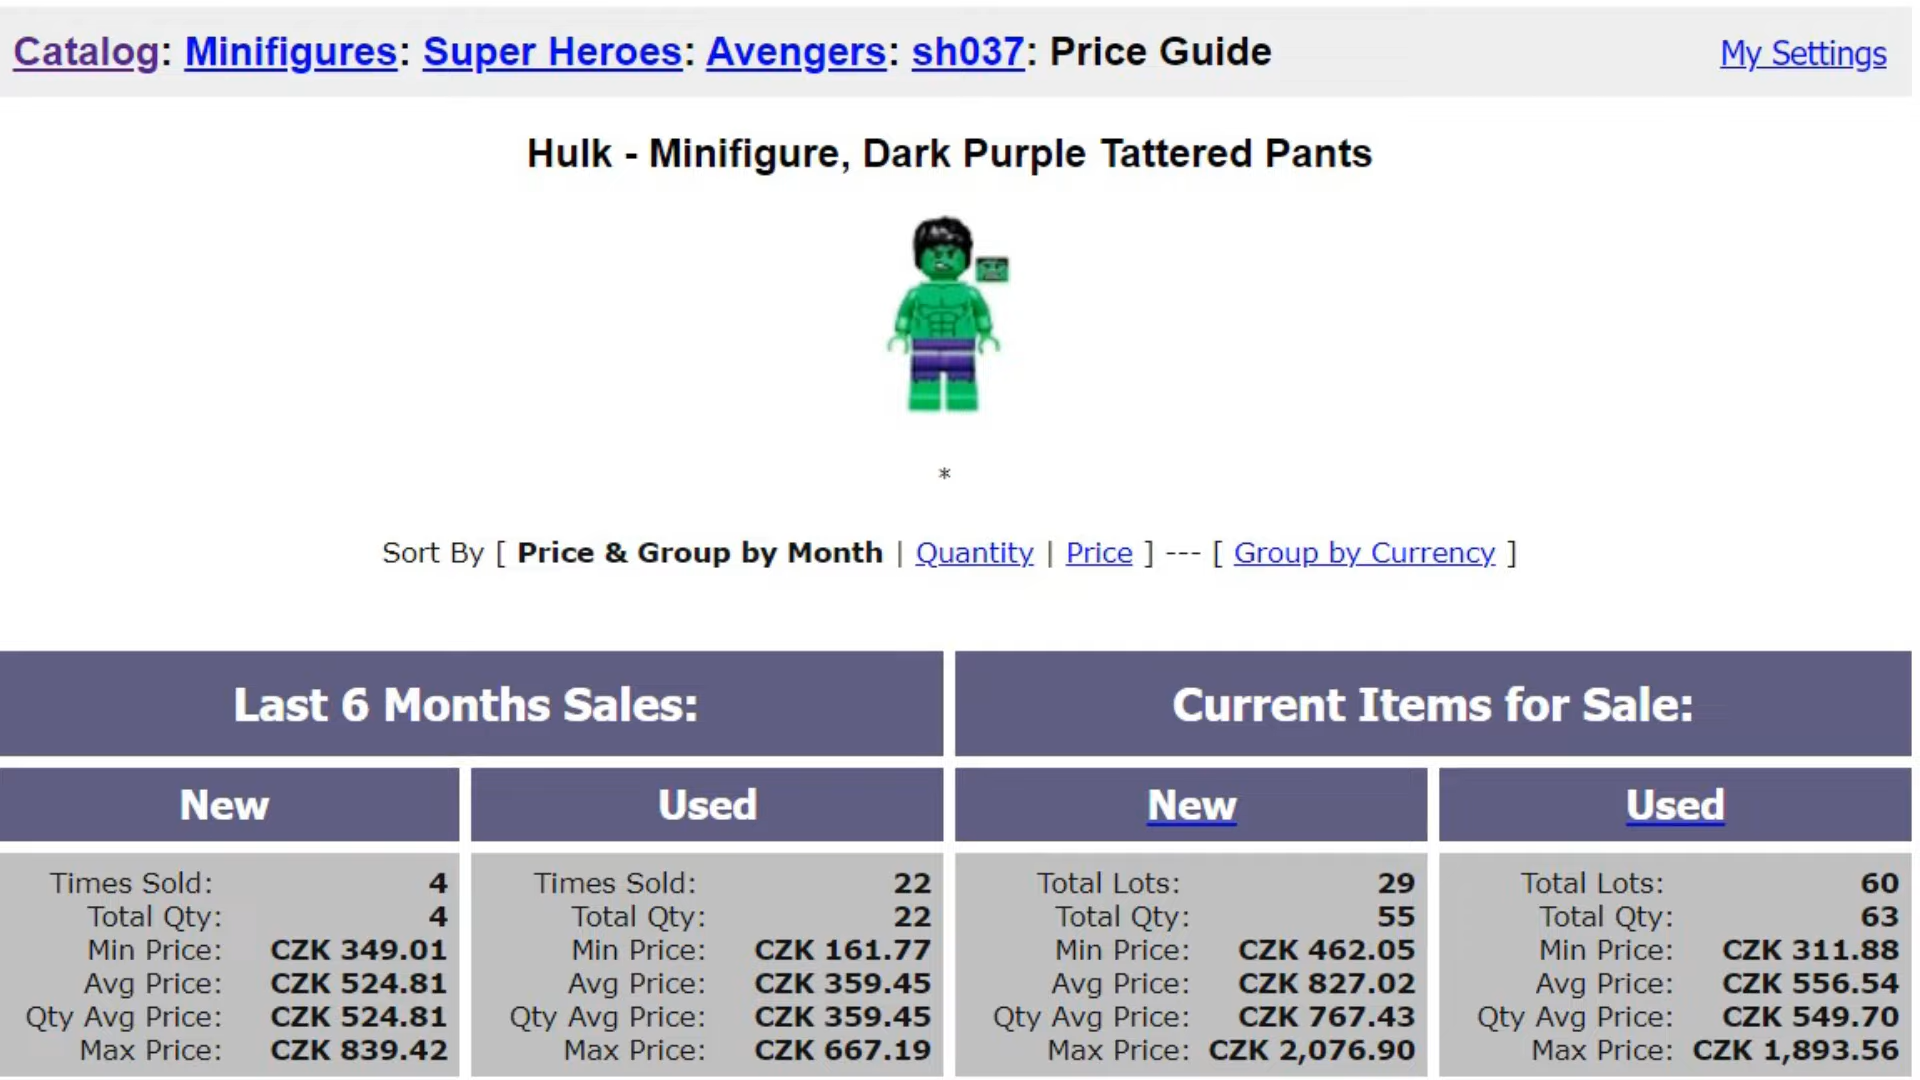 Catalog: Minifigures: Super Heroes: Avengers: sh037: Price Guide
My Settings
Hulk - Minifigure, Dark Purple Tattered Pants
*
Sort By [ Price & Group by Month | Quantity | Price ] --- [ Group by Currency ]
Last 6 Months Sales:
Current Items for Sale:
New
Used
New
Used
Times Sold: 4
Total Qty: 4
Min Price: CZK 349.01
Avg Price: CZK 524.81
Qty Avg Price: CZK 524.81
Max Price: CZK 839.42
Times Sold: 22
Total Qty: 22
Min Price: CZK 161.77
Avg Price: CZK 359.45
Qty Avg Price: CZK 359.45
Max Price: CZK 667.19
Total Lots: 29
Total Qty: 55
Min Price: CZK 462.05
Avg Price: CZK 827.02
Qty Avg Price: CZK 767.43
Max Price: CZK 2,076.90
Total Lots: 60
Total Qty: 63
Min Price: CZK 311.88
Avg Price: CZK 556.54
Qty Avg Price: CZK 549.70
Max Price: CZK 1,893.56